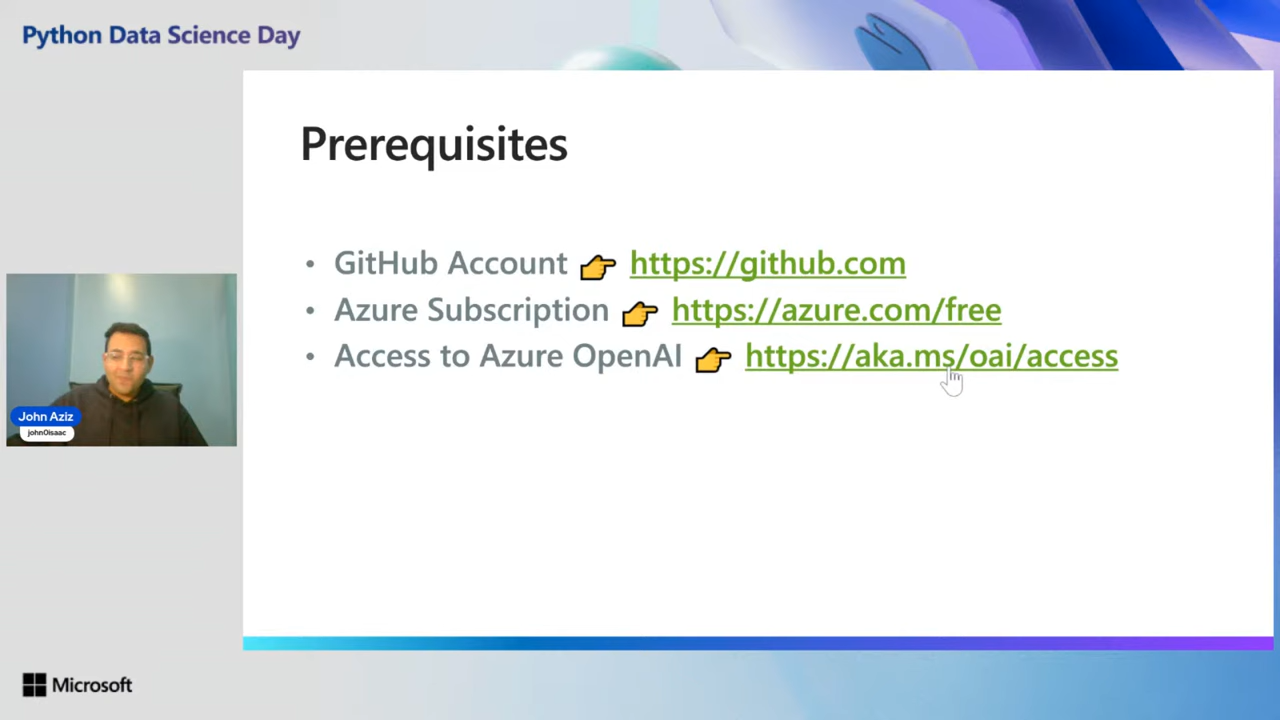 Python Data Science Day
Prerequisites
• GitHub Account 👉 https://github.com
• Azure Subscription 👉 https://azure.com/free
• Access to Azure OpenAI 👉 https://aka.ms/oai/access
John Aziz
john0isaac
Microsoft